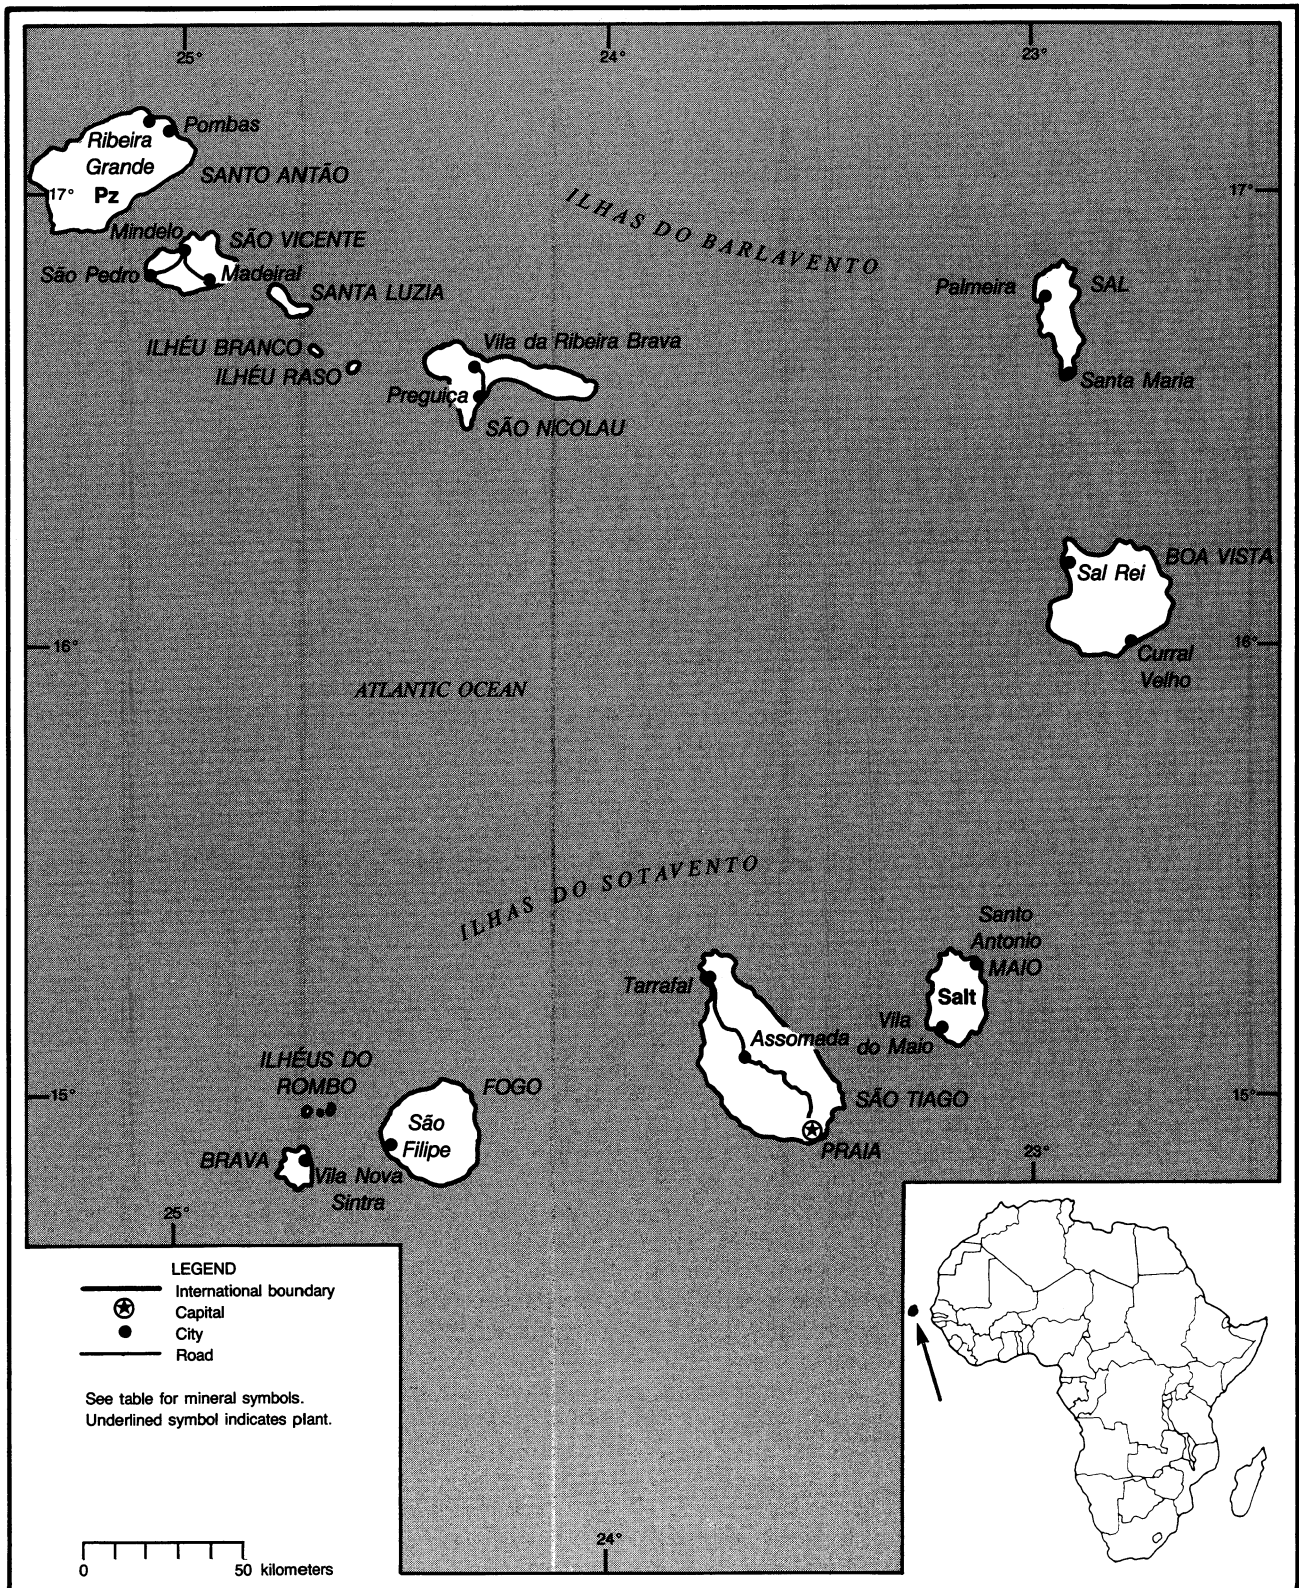 25°
24°
23°
Pombas
Ribeira
Grande
Pz
SANTO ANTÃO
17°
17°
ILHAS DO BARLAVENTO
Mindelo
SÃO VICENTE
São Pedro
Madeiral
SANTA LUZIA
Palmeira
SAL
ILHÉU BRANCO
ILHÉU RASO
Vila da Ribeira Brava
Preguiça
SÃO NICOLAU
Santa Maria
BOA VISTA
Sal Rei
16°
16°
Curral
Velho
ATLANTIC OCEAN
ILHAS DO SOTAVENTO
Santo
Antonio
MAIO
Tarrafal
Salt
Vila
do Maio
Assomada
ILHÉUS DO
ROMBO
FOGO
15°
15°
SÃO TIAGO
São
Filipe
PRAIA
BRAVA
Vila Nova
Sintra
25°
23°
LEGEND
International boundary
Capital
City
Road
See table for mineral symbols.
Underlined symbol indicates plant.
24°
0 50 kilometers